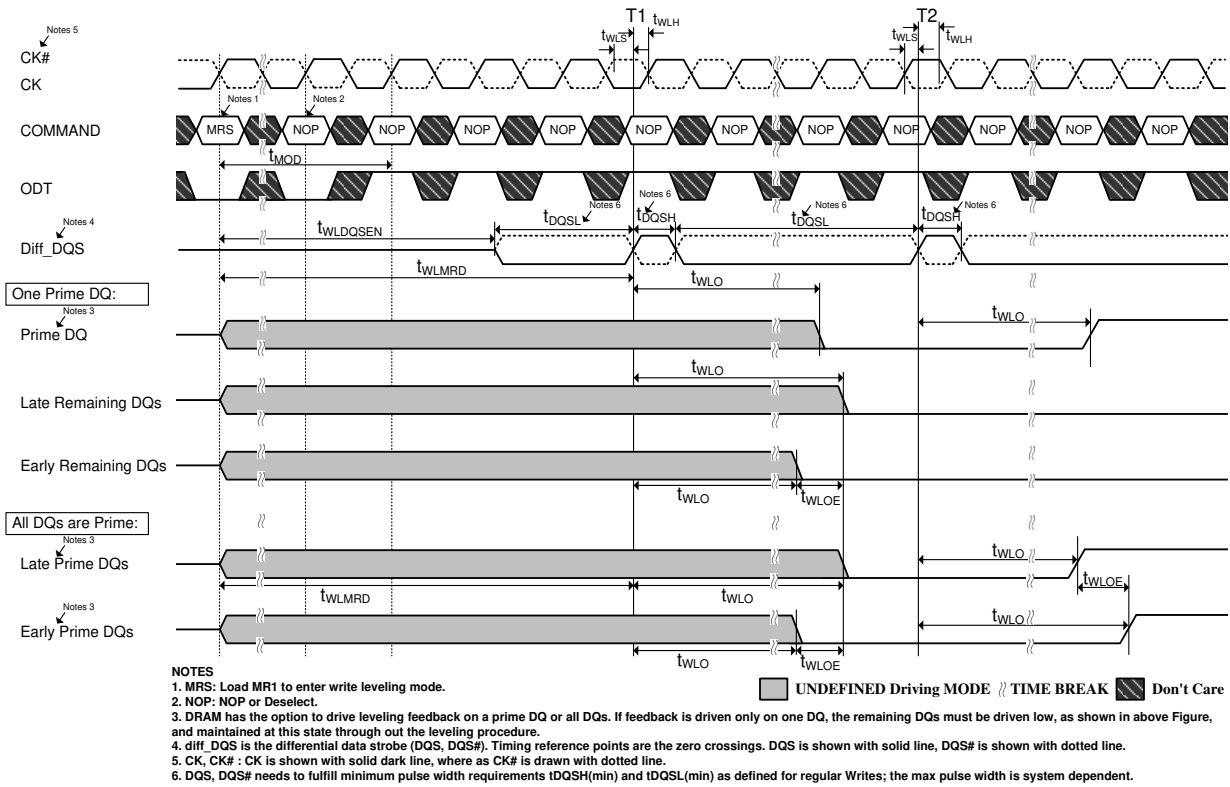 T1
T2
Notes 5
tWLS
tWLH
tWLS
tWLH
CK#
CK
Notes 1
Notes 2
COMMAND
MRS
NOP
NOP
NOP
NOP
NOP
NOP
NOP
NOP
NOP
NOP
tMOD
ODT
Notes 4
Notes 6
Notes 6
Notes 6
Notes 6
tWLDQSEN
tDQSL
tDQSH
tDQSL
tDQSH
Diff_DQS
tWLMRD
tWLO
One Prime DQ:
Notes 3
Prime DQ
tWLO
tWLO
Late Remaining DQs
Early Remaining DQs
tWLO
tWLOE
All DQs are Prime:
Notes 3
Late Prime DQs
tWLO
tWLMRD
tWLO
tWLOE
Notes 3
Early Prime DQs
tWLO
tWLO
tWLOE
UNDEFINED Driving MODE
TIME BREAK
Don't Care
NOTES
1. MRS: Load MR1 to enter write leveling mode.
2. NOP: NOP or Deselect.
3. DRAM has the option to drive leveling feedback on a prime DQ or all DQs. If feedback is driven only on one DQ, the remaining DQs must be driven low, as shown in above Figure,
and maintained at this state through out the leveling procedure.
4. diff_DQS is the differential data strobe (DQS, DQS#). Timing reference points are the zero crossings. DQS is shown with solid line, DQS# is shown with dotted line.
5. CK, CK# : CK is shown with solid dark line, where as CK# is drawn with dotted line.
6. DQS, DQS# needs to fulfill minimum pulse width requirements tDQSH(min) and tDQSL(min) as defined for regular Writes; the max pulse width is system dependent.